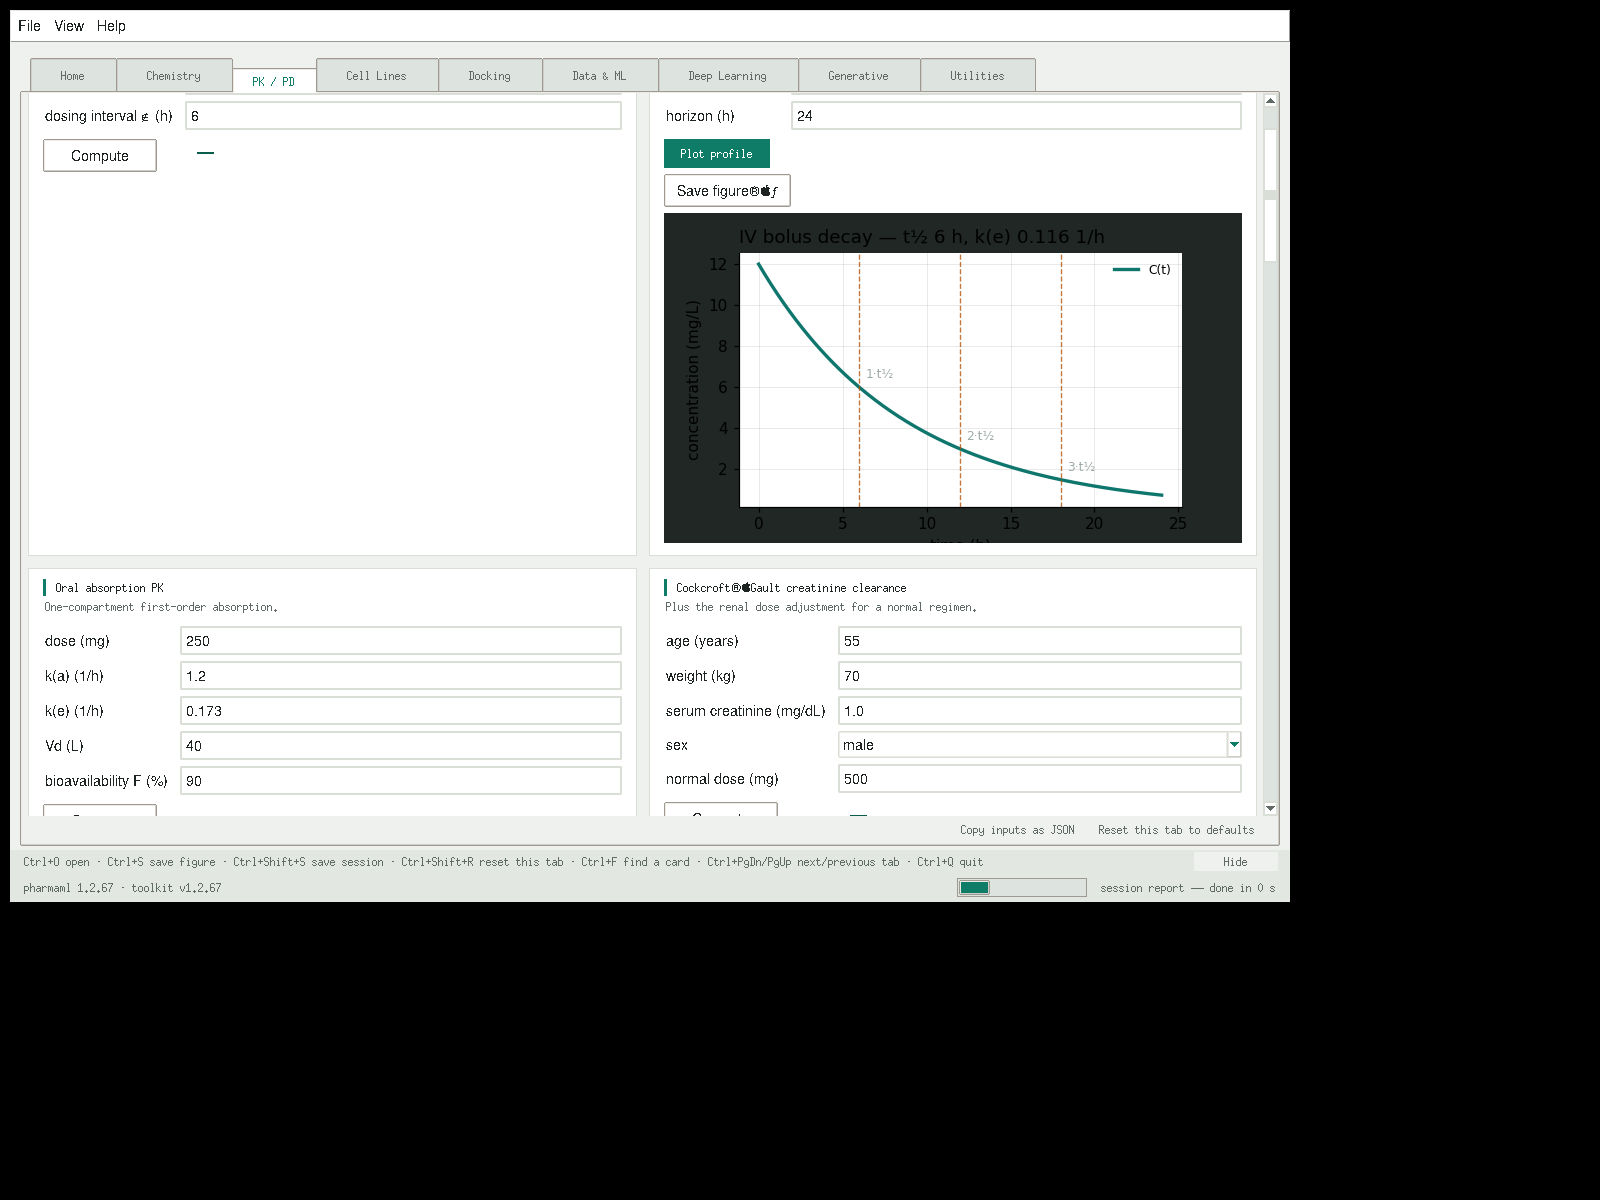 File View Help
Home Chemistry PK / PD Cell Lines Docking Data & ML Deep Learning Generative Utilities
dosing interval ɇ (h) 6
Compute —
horizon (h) 24
Plot profile
Save figure®ƒ
IV bolus decay — t½ 6 h, k(e) 0.116 1/h
C(t)
concentration (mg/L)
12
10
8
6
4
2
1·t½
2·t½
3·t½
0 5 10 15 20 25
time (h)
Oral absorption PK
One-compartment first-order absorption.
dose (mg) 250
k(a) (1/h) 1.2
k(e) (1/h) 0.173
Vd (L) 40
bioavailability F (%) 90
Cockcroft®Gault creatinine clearance
Plus the renal dose adjustment for a normal regimen.
age (years) 55
weight (kg) 70
serum creatinine (mg/dL) 1.0
sex male
normal dose (mg) 500
Copy inputs as JSON Reset this tab to defaults
Ctrl+O open · Ctrl+S save figure · Ctrl+Shift+S save session · Ctrl+Shift+R reset this tab · Ctrl+F find a card · Ctrl+PgDn/PgUp next/previous tab · Ctrl+Q quit Hide
pharmaml 1.2.67 · toolkit v1.2.67 session report — done in 0 s